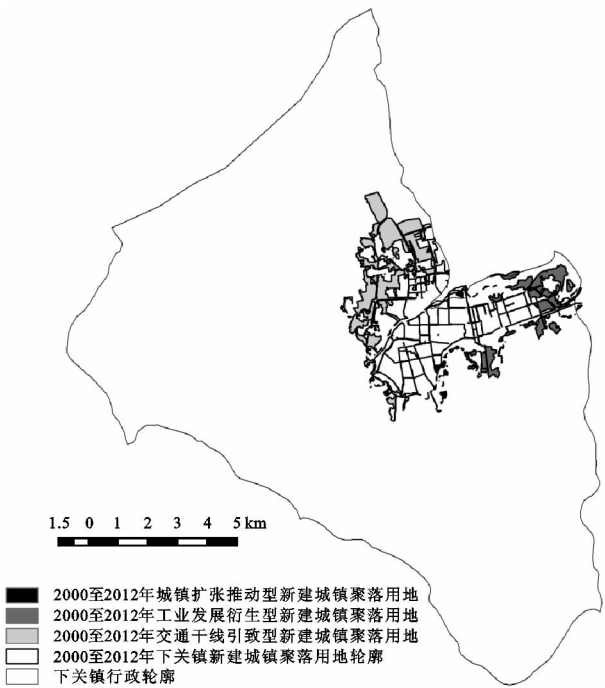 1.5 0 1 2 3 4 5 km
2000至2012年城镇扩张推动型新建城镇聚落用地
2000至2012年工业发展衍生型新建城镇聚落用地
2000至2012年交通干线引致型新建城镇聚落用地
2000至2012年下关镇新建城镇聚落用地轮廓
下关镇行政轮廓